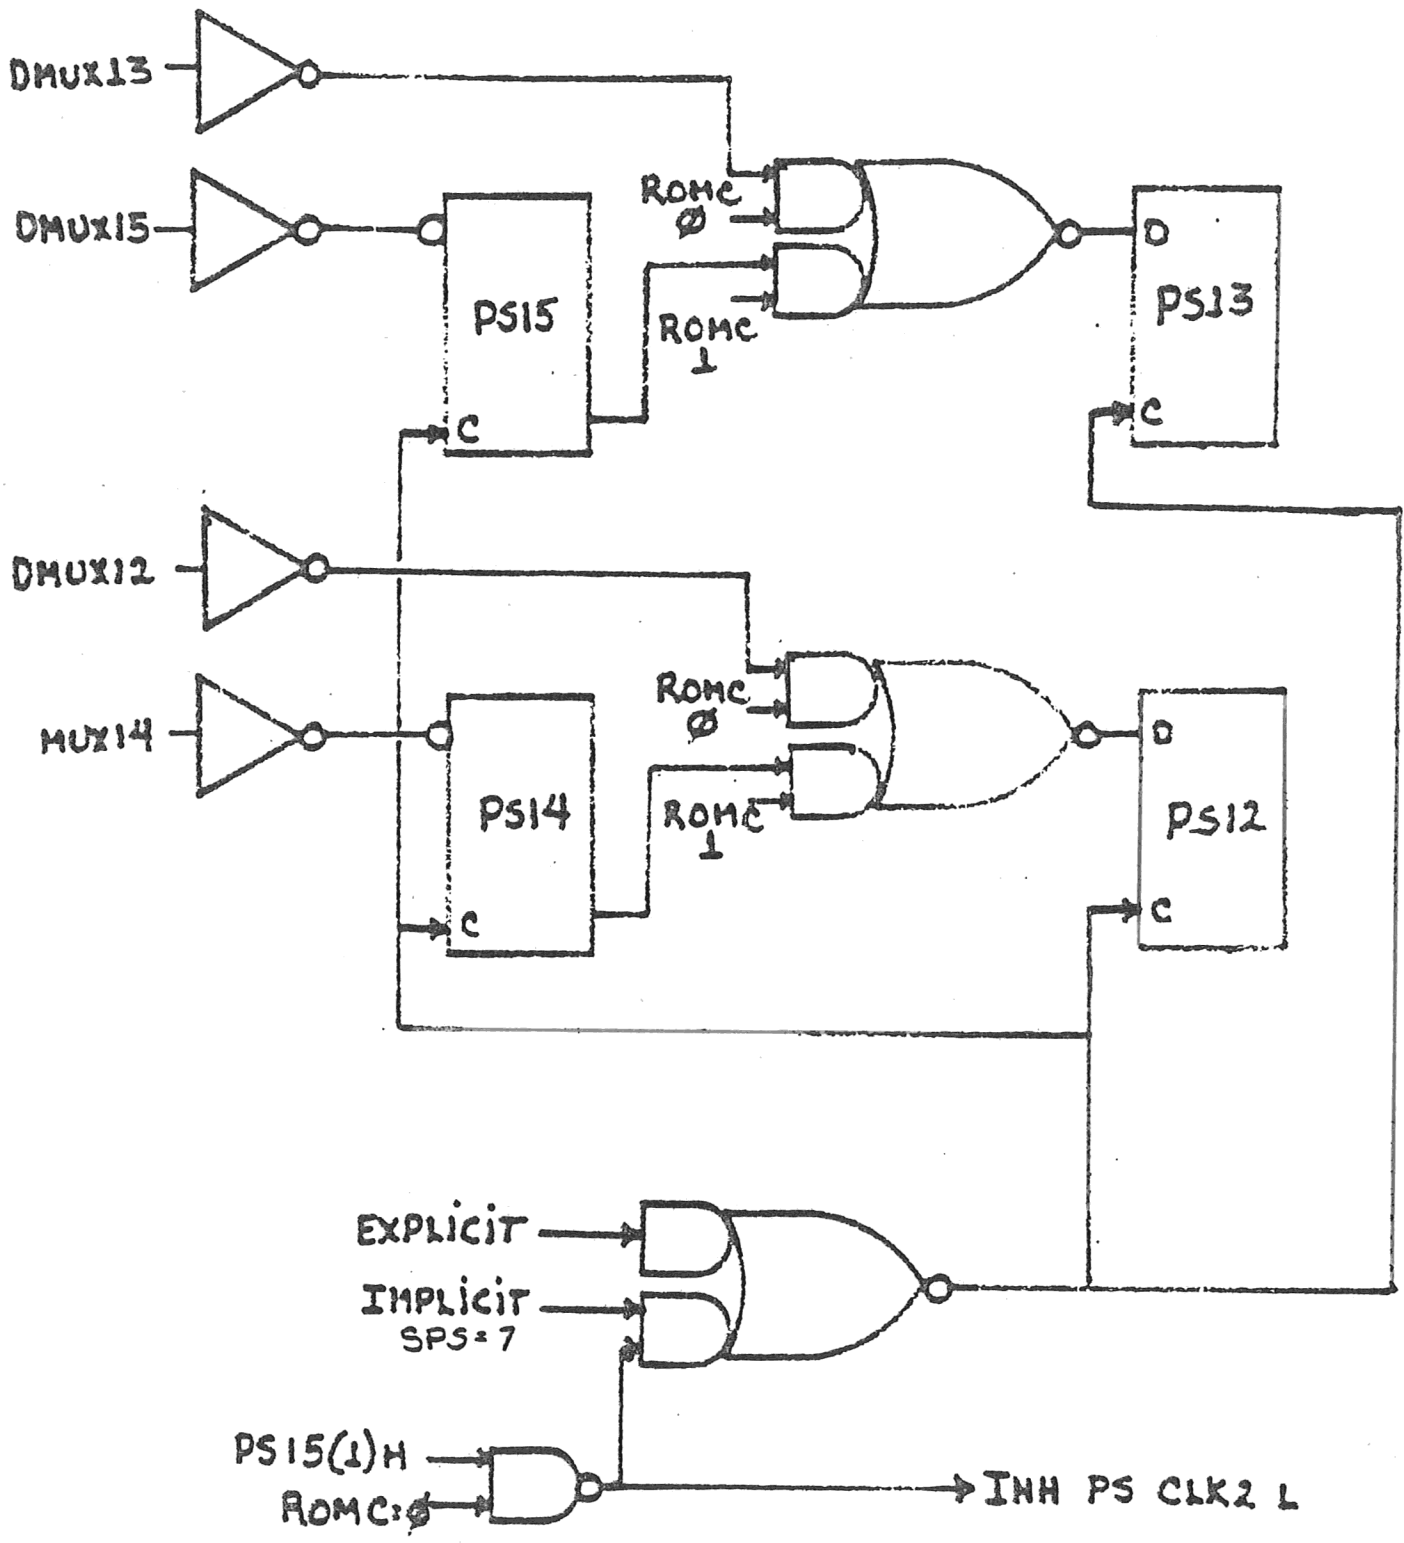 DMUX13
DMUX15
ROMC
Ø
ROMC
1
PS15
C
D
PS13
C
DMUX12
MUX14
ROMC
Ø
ROMC
1
PS14
C
D
PS12
C
EXPLiCiT
IMPLiCiT
SPS=7
PS15(1)H
ROMC=Ø
INH PS CLK2 L